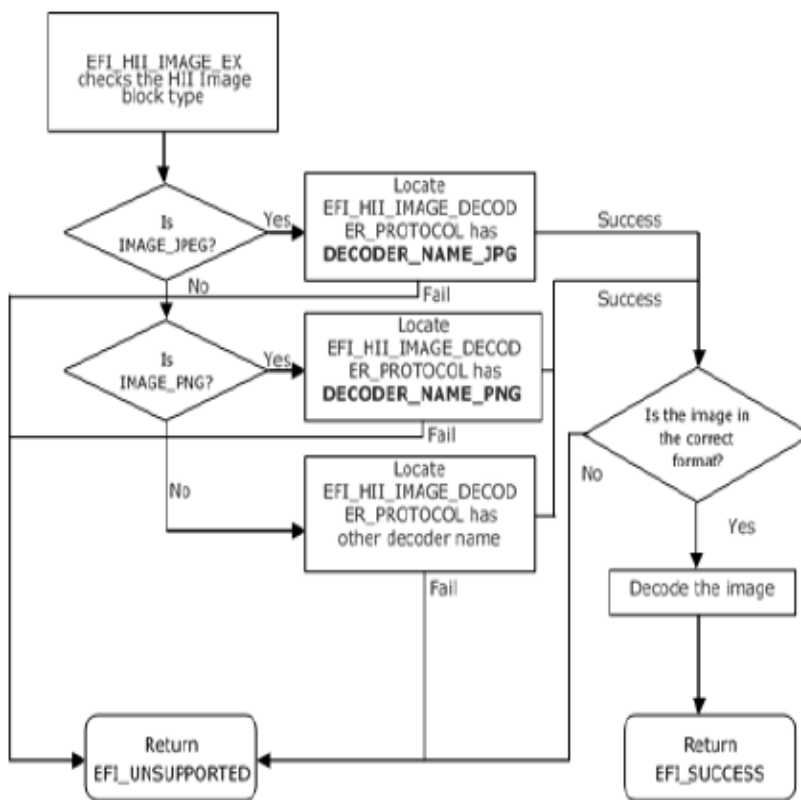 EFI_HII_IMAGE_EX
checks the HII Image
block type
Is
IMAGE_JPEG?
Yes
Locate
EFI_HII_IMAGE_DECOD
ER_PROTOCOL has
DECODER_NAME_JPG
Success
No
Fail
Success
Is
IMAGE_PNG?
Yes
Locate
EFI_HII_IMAGE_DECOD
ER_PROTOCOL has
DECODER_NAME_PNG
Fail
Is the image in
the correct
format?
No
No
Locate
EFI_HII_IMAGE_DECOD
ER_PROTOCOL has
other decoder name
Yes
Fail
Decode the image
Return
EFI_UNSUPPORTED
Return
EFI_SUCCESS